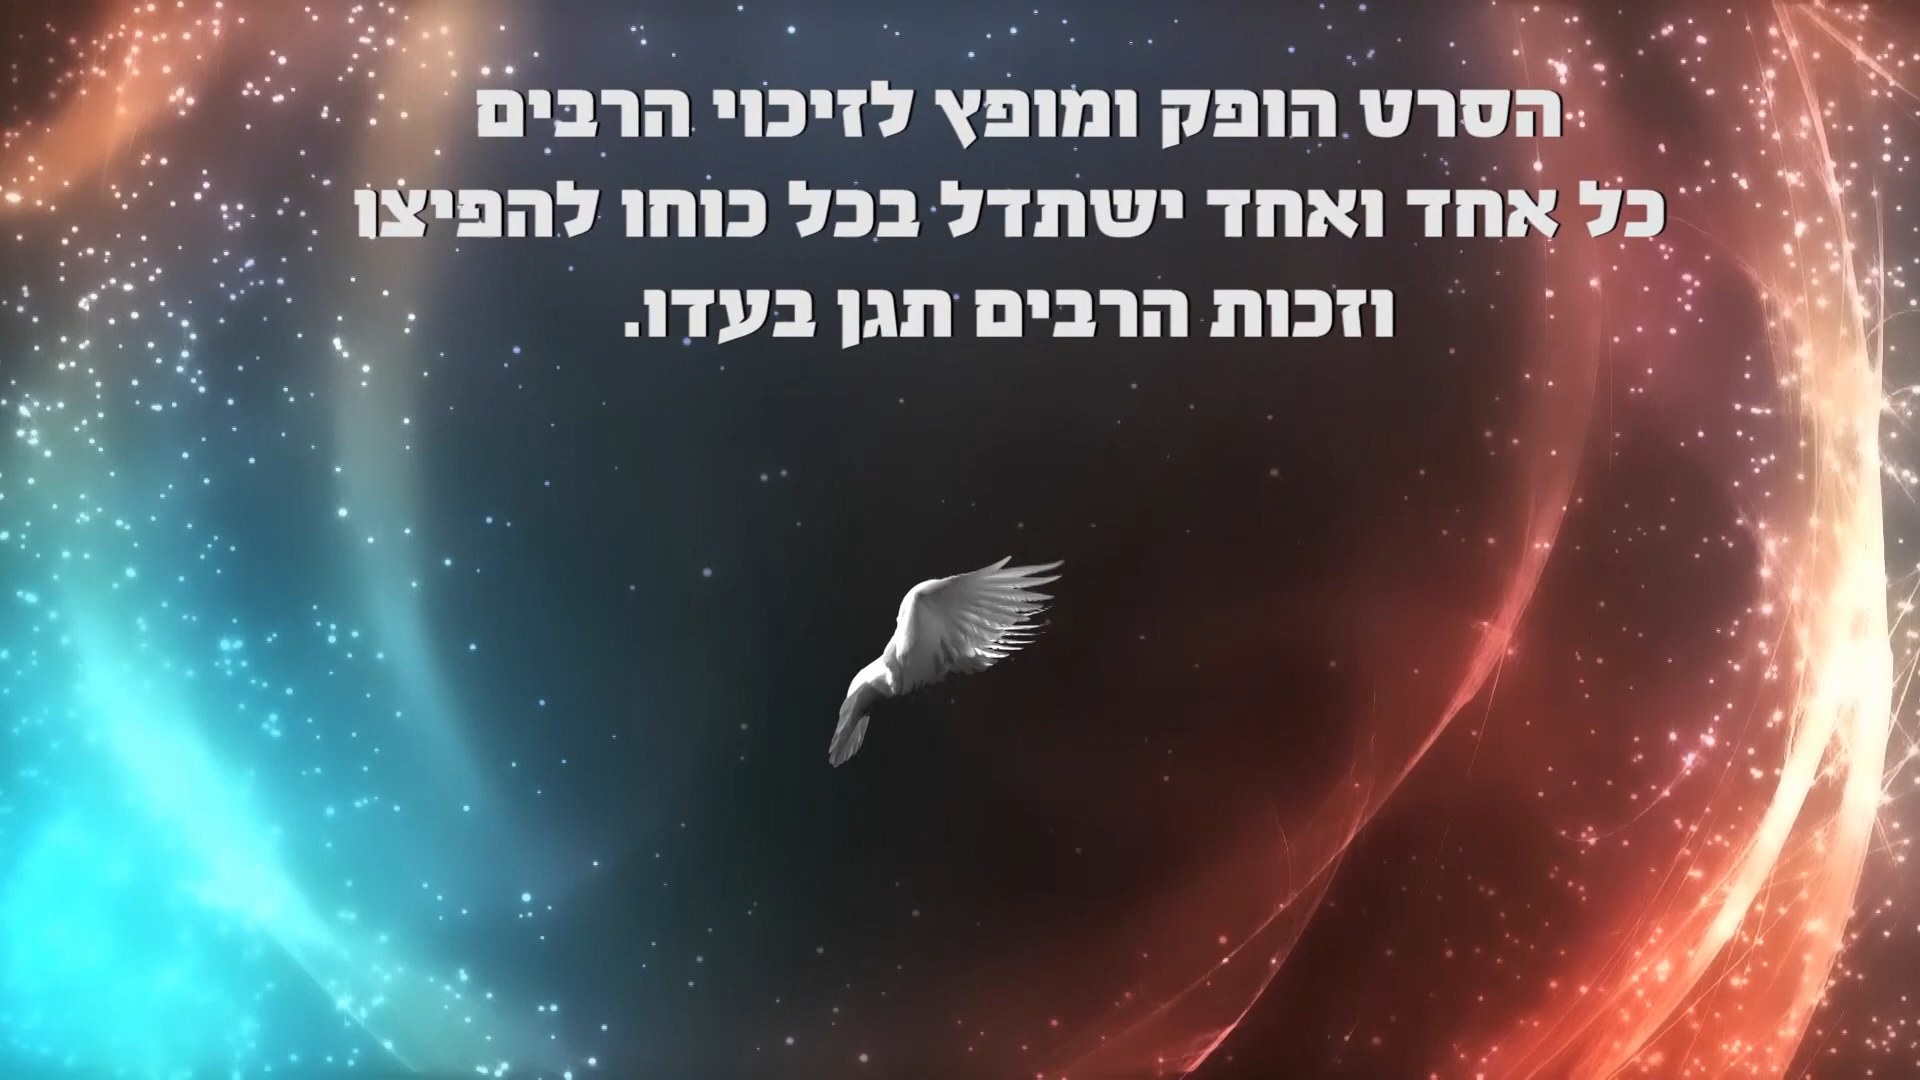 הסרט הופק ומופץ לזיכוי הרבים
כל אחד ואחד ישתדל בכל כוחו להפיצו
וזכות הרבים תגן בעדו.